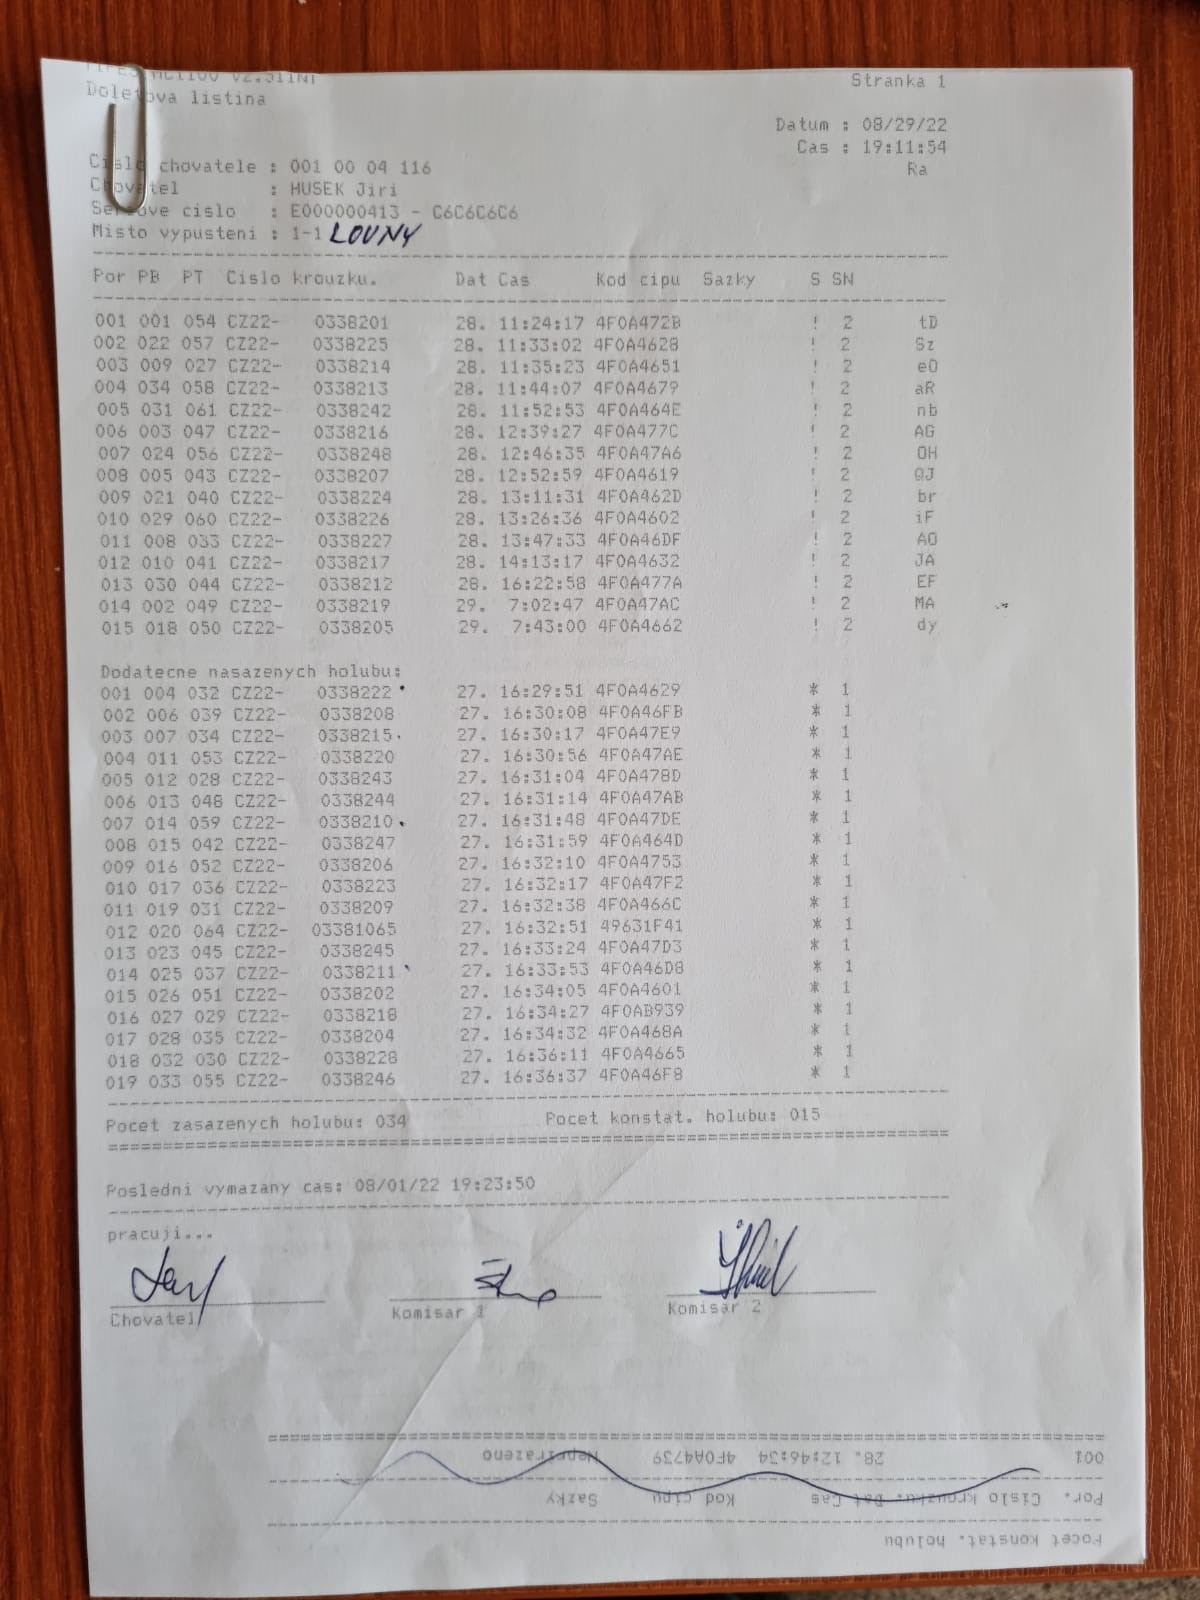 Stranka 1
Doletova listina
Datum : 08/29/22
Cas : 19:11:54
Ra
Cislo chovatele : 001 00 04 116
Chovatel : HUSEK Jiri
Seriove cislo : E000000413 - C6C6C6C6
Misto vypusteni : 1-1 LOUNY
Por PB PT Cislo krouzku. Dat Cas Kod cipu Sazky S SN
001 001 054 CZ22- 0338201 28. 11:24:17 4F0A472B ! 2 tD
002 022 057 CZ22- 0338225 28. 11:33:02 4F0A4628 ! 2 Sz
003 009 027 CZ22- 0338214 28. 11:35:23 4F0A4651 ! 2 eO
004 034 058 CZ22- 0338213 28. 11:44:07 4F0A4679 ! 2 aR
005 031 061 CZ22- 0338242 28. 11:52:53 4F0A464E ! 2 nb
006 003 047 CZ22- 0338216 28. 12:39:27 4F0A477C ! 2 AG
007 024 056 CZ22- 0338248 28. 12:46:35 4F0A47A6 ! 2 OH
008 005 043 CZ22- 0338207 28. 12:52:59 4F0A4619 ! 2 QJ
009 021 040 CZ22- 0338224 28. 13:11:31 4F0A462D ! 2 br
010 029 060 CZ22- 0338226 28. 13:26:36 4F0A4602 ! 2 iF
011 008 033 CZ22- 0338227 28. 13:47:33 4F0A46DF ! 2 AO
012 010 041 CZ22- 0338217 28. 14:13:17 4F0A4632 ! 2 JA
013 030 044 CZ22- 0338212 28. 16:22:58 4F0A477A ! 2 EF
014 002 049 CZ22- 0338219 29. 7:02:47 4F0A47AC ! 2 MA
015 018 050 CZ22- 0338205 29. 7:43:00 4F0A4662 ! 2 dy
Dodatecne nasazenych holubu:
001 004 032 CZ22- 0338222 27. 16:29:51 4F0A4629 * 1
002 006 039 CZ22- 0338208 27. 16:30:08 4F0A46FB * 1
003 007 034 CZ22- 0338215 27. 16:30:17 4F0A47E9 * 1
004 011 053 CZ22- 0338220 27. 16:30:56 4F0A47AE * 1
005 012 028 CZ22- 0338243 27. 16:31:04 4F0A478D * 1
006 013 048 CZ22- 0338244 27. 16:31:14 4F0A47AB * 1
007 014 059 CZ22- 0338210 27. 16:31:48 4F0A47DE * 1
008 015 042 CZ22- 0338247 27. 16:31:59 4F0A464D * 1
009 016 052 CZ22- 0338206 27. 16:32:10 4F0A4753 * 1
010 017 036 CZ22- 0338223 27. 16:32:17 4F0A47F2 * 1
011 019 031 CZ22- 0338209 27. 16:32:38 4F0A466C * 1
012 020 064 CZ22- 03381065 27. 16:32:51 49631F41 * 1
013 023 045 CZ22- 0338245 27. 16:33:24 4F0A47D3 * 1
014 025 037 CZ22- 0338211 27. 16:33:53 4F0A46D8 * 1
015 026 051 CZ22- 0338202 27. 16:34:05 4F0A4601 * 1
016 027 029 CZ22- 0338218 27. 16:34:27 4F0AB939 * 1
017 028 035 CZ22- 0338204 27. 16:34:32 4F0A468A * 1
018 032 030 CZ22- 0338228 27. 16:36:11 4F0A4665 * 1
019 033 055 CZ22- 0338246 27. 16:36:37 4F0A46F8 * 1
Pocet zasazenych holubu: 034 Pocet konstat. holubu: 015
Posledni vymazany cas: 08/01/22 19:23:50
pracuji...
Chovatel Komisar 1 Komisar 2
001 28. 12:46:34 4F0A4739 Neprirazeno
Por. Cislo krouzku. Dat Cas Kod cipu Sazky
Pocet konstat. holubu